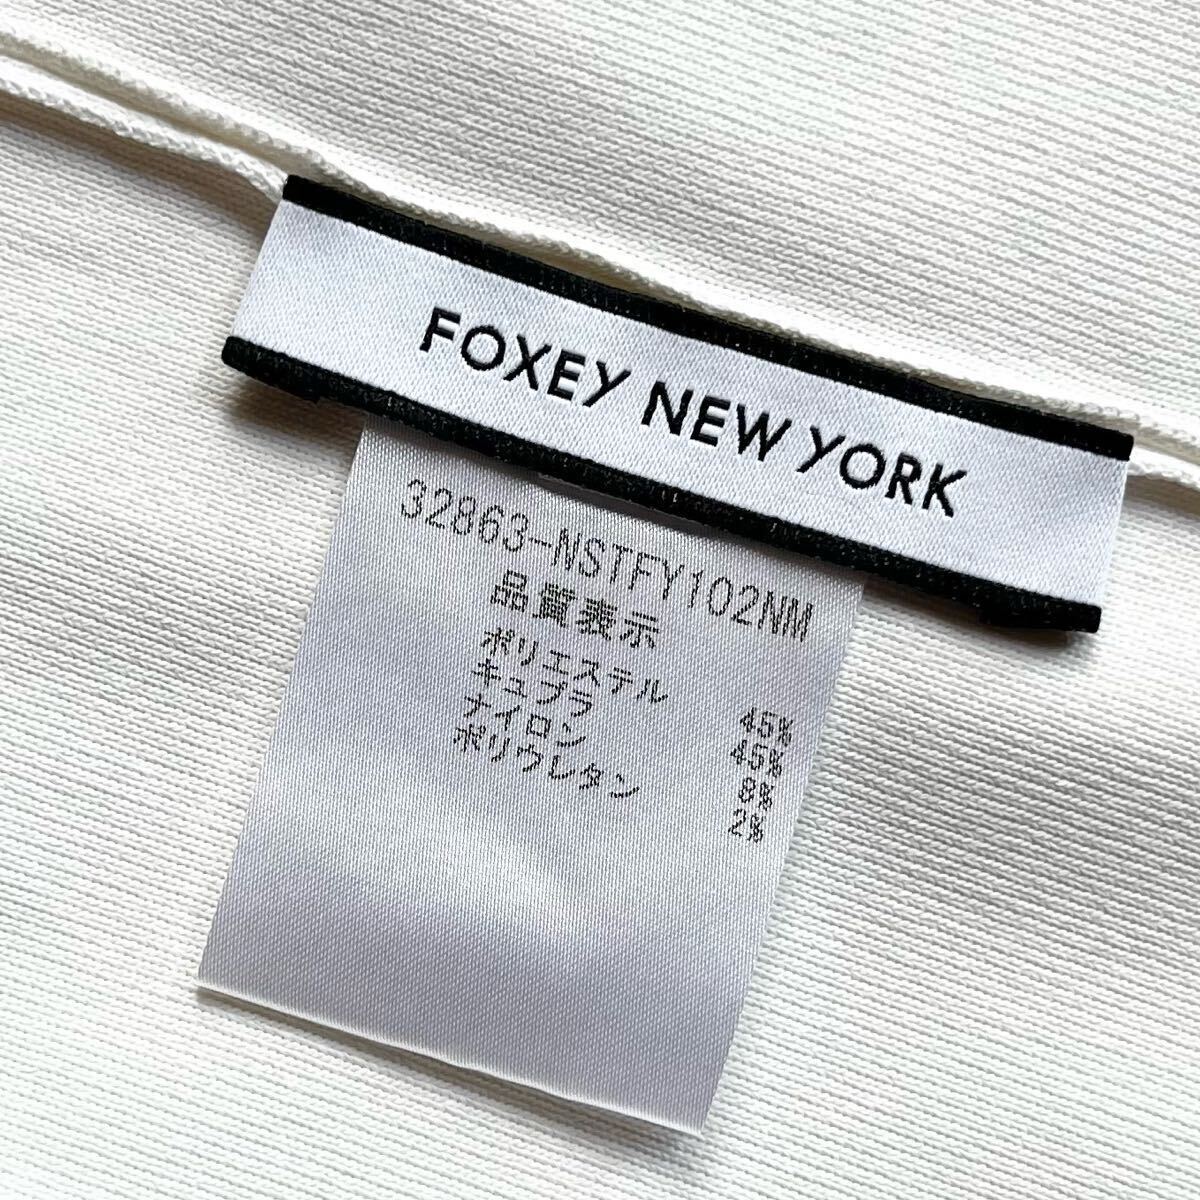 FOXEY NEW YORK
32863-NSTFY102NM
品質表示
ポリエステル 45%
キュプラ 45%
ナイロン 8%
ポリウレタン 2%